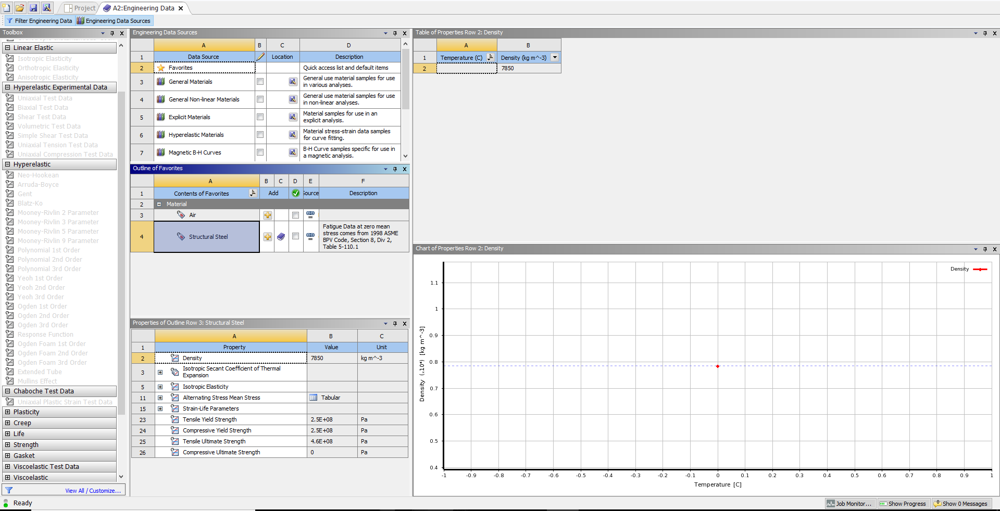 Project
A2:Engineering Data
Filter Engineering Data
Engineering Data Sources
Toolbox
Linear Elastic
Isotropic Elasticity
Orthotropic Elasticity
Anisotropic Elasticity
Hyperelastic Experimental Data
Uniaxial Test Data
Biaxial Test Data
Shear Test Data
Volumetric Test Data
Simple Shear Test Data
Uniaxial Tension Test Data
Uniaxial Compression Test Data
Hyperelastic
Neo-Hookean
Arruda-Boyce
Gent
Blatz-Ko
Mooney-Rivlin 2 Parameter
Mooney-Rivlin 3 Parameter
Mooney-Rivlin 5 Parameter
Mooney-Rivlin 9 Parameter
Polynomial 1st Order
Polynomial 2nd Order
Polynomial 3rd Order
Yeoh 1st Order
Yeoh 2nd Order
Yeoh 3rd Order
Ogden 1st Order
Ogden 2nd Order
Ogden 3rd Order
Response Function
Ogden Foam 1st Order
Ogden Foam 2nd Order
Ogden Foam 3rd Order
Extended Tube
Mullins Effect
Chaboche Test Data
Uniaxial Plastic Strain Test Data
Plasticity
Creep
Life
Strength
Gasket
Viscoelastic Test Data
Viscoelastic
View All / Customize...
Engineering Data Sources
A B C D
1 Data Source Location Description
2 Favorites Quick access list and default items
3 General Materials General use material samples for use
in various analyses.
4 General Non-linear Materials General use material samples for use
in non-linear analyses.
5 Explicit Materials Material samples for use in an
explicit analysis.
6 Hyperelastic Materials Material stress-strain data samples
for curve fitting.
7 Magnetic B-H Curves B-H Curve samples specific for use in
a magnetic analysis.
Outline of Favorites
A B C D E F
1 Contents of Favorites Add Source Description
2 Material
3 Air
4 Structural Steel Fatigue Data at zero mean
stress comes from 1998 ASME
BPV Code, Section 8, Div 2,
Table 5-110.1
Properties of Outline Row 3: Structural Steel
A B C
1 Property Value Unit
2 Density 7850 kg m^-3
3 Isotropic Secant Coefficient of Thermal
Expansion
5 Isotropic Elasticity
11 Alternating Stress Mean Stress Tabular
15 Strain-Life Parameters
23 Tensile Yield Strength 2.5E+08 Pa
24 Compressive Yield Strength 2.5E+08 Pa
25 Tensile Ultimate Strength 4.6E+08 Pa
26 Compressive Ultimate Strength 0 Pa
Table of Properties Row 2: Density
A B
1 Temperature (C) Density (kg m^-3)
2 7850
Chart of Properties Row 2: Density
Density
1.1
1
0.9
0.8
0.7
0.6
0.5
0.4
Density (x10⁴) [kg m^-3]
-1 -0.9 -0.8 -0.7 -0.6 -0.5 -0.4 -0.3 -0.2 -0.1 0 0.1 0.2 0.3 0.4 0.5 0.6 0.7 0.8 0.9 1
Temperature [C]
Ready
Job Monitor...
Show Progress
Show 0 Messages